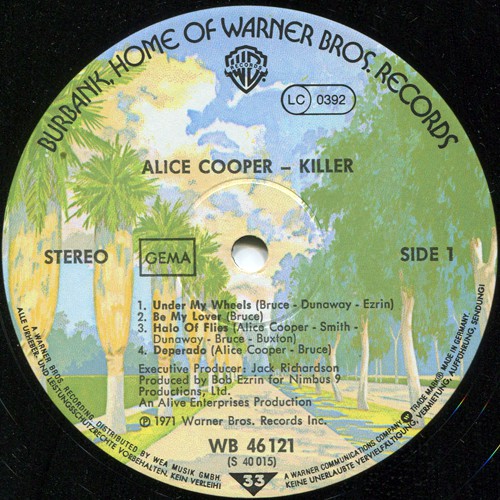 BURBANK, HOME OF WARNER BROS. RECORDS
WB
RECORDS
LC 0392
ALICE COOPER – KILLER
STEREO
GEMA
SIDE 1
1. Under My Wheels (Bruce - Dunaway - Ezrin)
2. Be My Lover (Bruce)
3. Halo Of Flies (Alice Cooper - Smith -
Dunaway - Bruce - Buxton)
4. Deperado (Alice Cooper - Bruce)
Executive Producer: Jack Richardson
Produced by Bob Ezrin for Nimbus 9
Productions, Ltd.
An Alive Enterprises Production
℗ 1971 Warner Bros. Records Inc.
WB 46 121
(S 40 015)
33
A WARNER BROS. RECORDING DISTRIBUTED BY WEA MUSIK GMBH.
ALLE URHEBER- UND LEISTUNGSSCHUTZRECHTE VORBEHALTEN. KEIN VERLEIH!
A WARNER COMMUNICATIONS COMPANY TRADE MARK® MADE IN GERMANY.
KEINE UNERLAUBTE VERVIELFÄLTIGUNG, VERMIETUNG, AUFFÜHRUNG, SENDUNG!